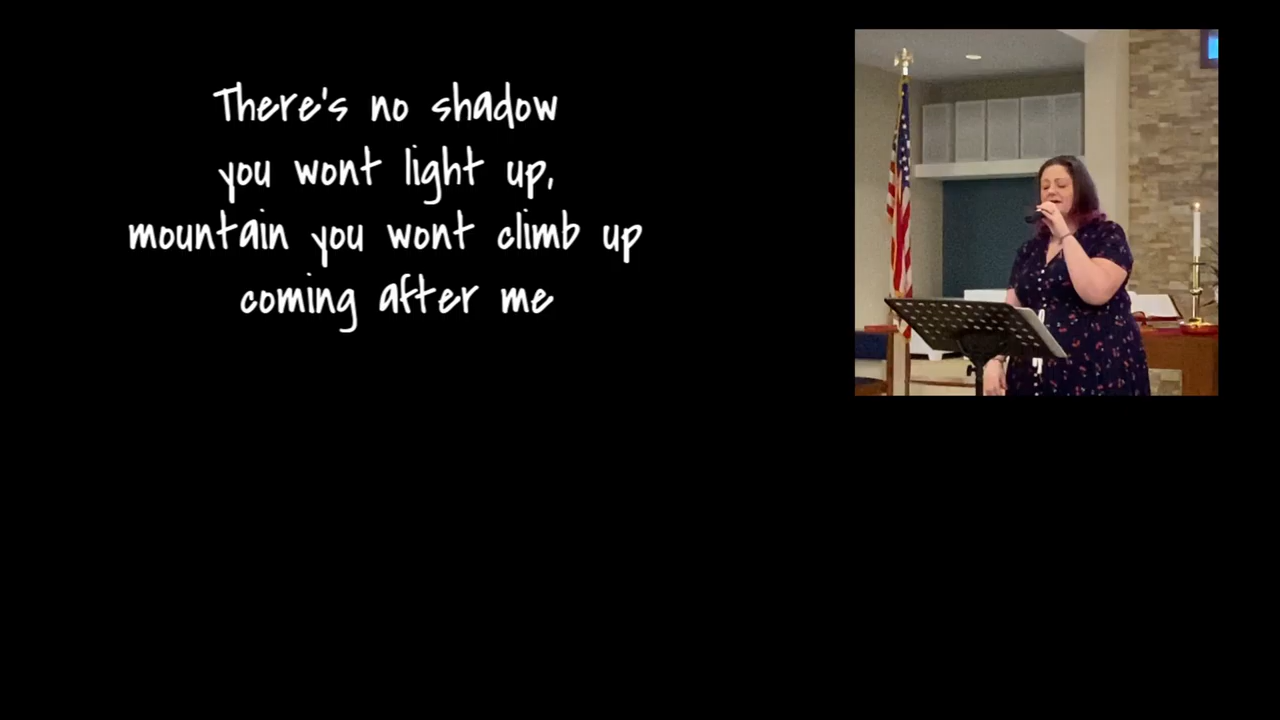 There's no shadow
you wont light up,
mountain you wont climb up
coming after me